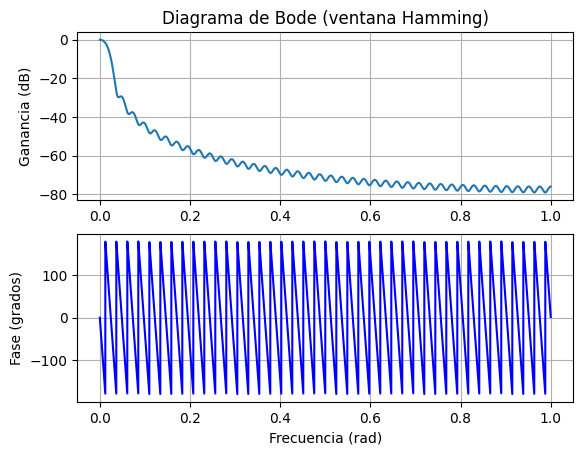 Diagrama de Bode (ventana Hamming)
Ganancia (dB)
0
−20
−40
−60
−80
0.0 0.2 0.4 0.6 0.8 1.0
Fase (grados)
100
0
−100
0.0 0.2 0.4 0.6 0.8 1.0
Frecuencia (rad)